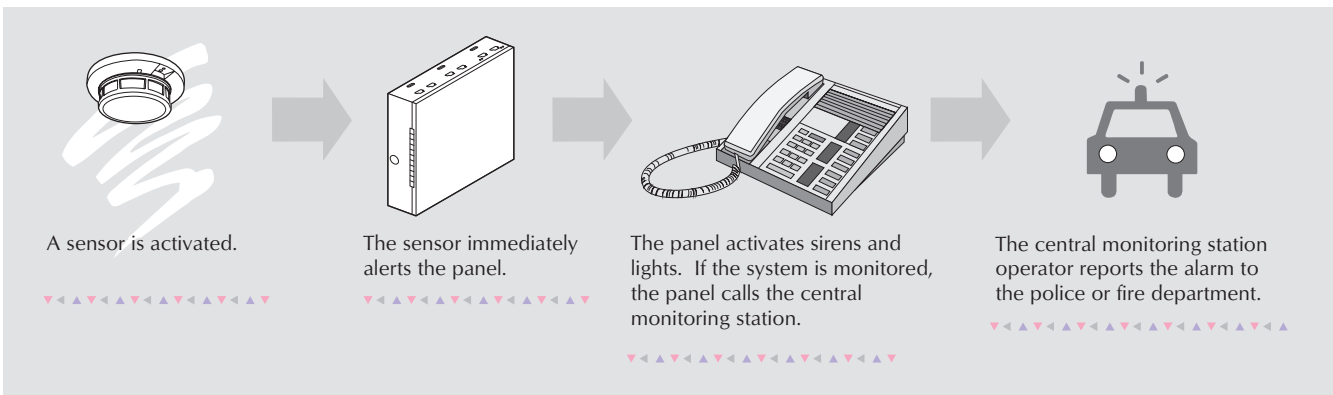 A sensor is activated.
The sensor immediately
alerts the panel.
The panel activates sirens and
lights.  If the system is monitored,
the panel calls the central
monitoring station.
The central monitoring station
operator reports the alarm to
the police or fire department.